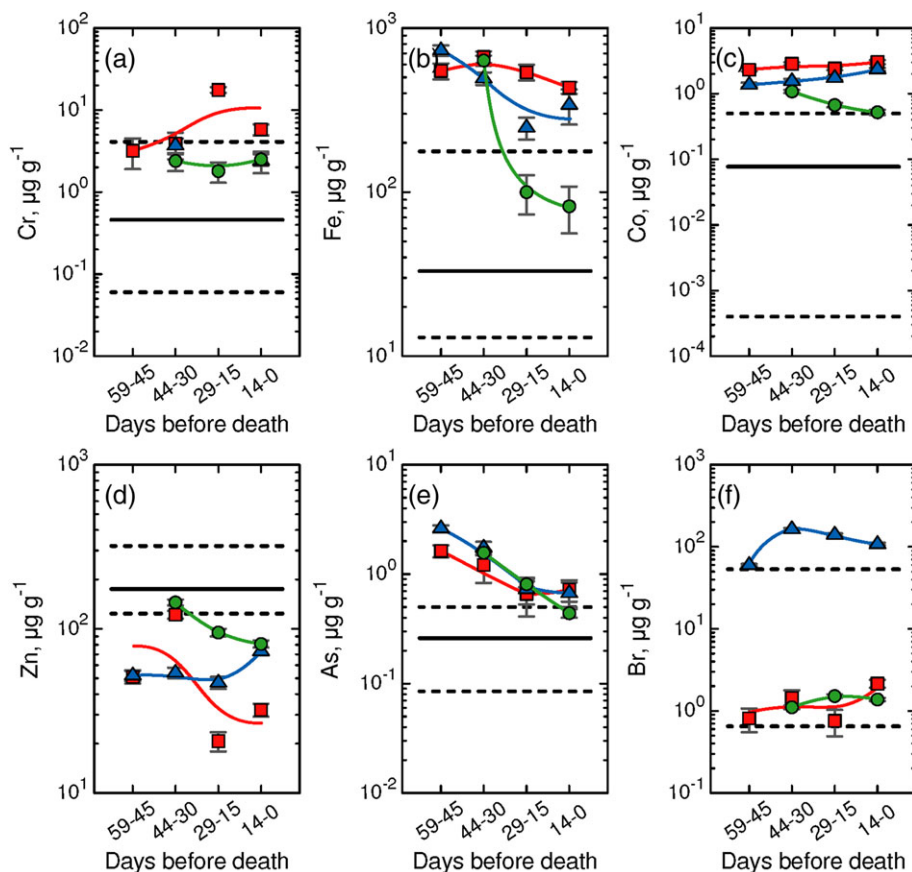 (a)
Cr, µg g⁻¹
10²
10¹
10⁰
10⁻¹
10⁻²
59-45
44-30
29-15
14-0
Days before death
(b)
Fe, µg g⁻¹
10³
10²
10¹
59-45
44-30
29-15
14-0
Days before death
(c)
Co, µg g⁻¹
10¹
10⁰
10⁻¹
10⁻²
10⁻³
10⁻⁴
59-45
44-30
29-15
14-0
Days before death
(d)
Zn, µg g⁻¹
10³
10²
10¹
59-45
44-30
29-15
14-0
Days before death
(e)
As, µg g⁻¹
10¹
10⁰
10⁻¹
10⁻²
59-45
44-30
29-15
14-0
Days before death
(f)
Br, µg g⁻¹
10³
10²
10¹
10⁰
10⁻¹
59-45
44-30
29-15
14-0
Days before death